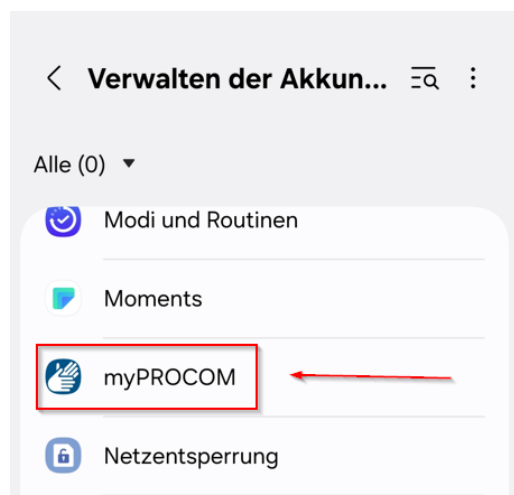 Verwalten der Akkun...
Alle (0)
Modi und Routinen
Moments
myPROCOM
Netzentsperrung